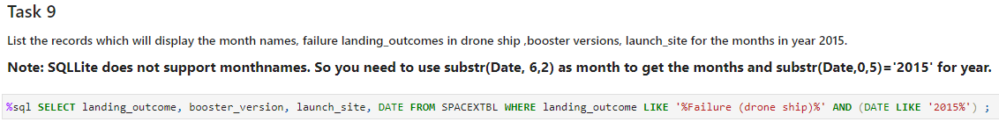 Task 9
List the records which will display the month names, failure landing_outcomes in drone ship ,booster versions, launch_site for the months in year 2015.
Note: SQLLite does not support monthnames. So you need to use substr(Date, 6,2) as month to get the months and substr(Date,0,5)='2015' for year.
%sql SELECT landing_outcome, booster_version, launch_site, DATE FROM SPACEXTBL WHERE landing_outcome LIKE '%Failure (drone ship)%' AND (DATE LIKE '2015%') ;